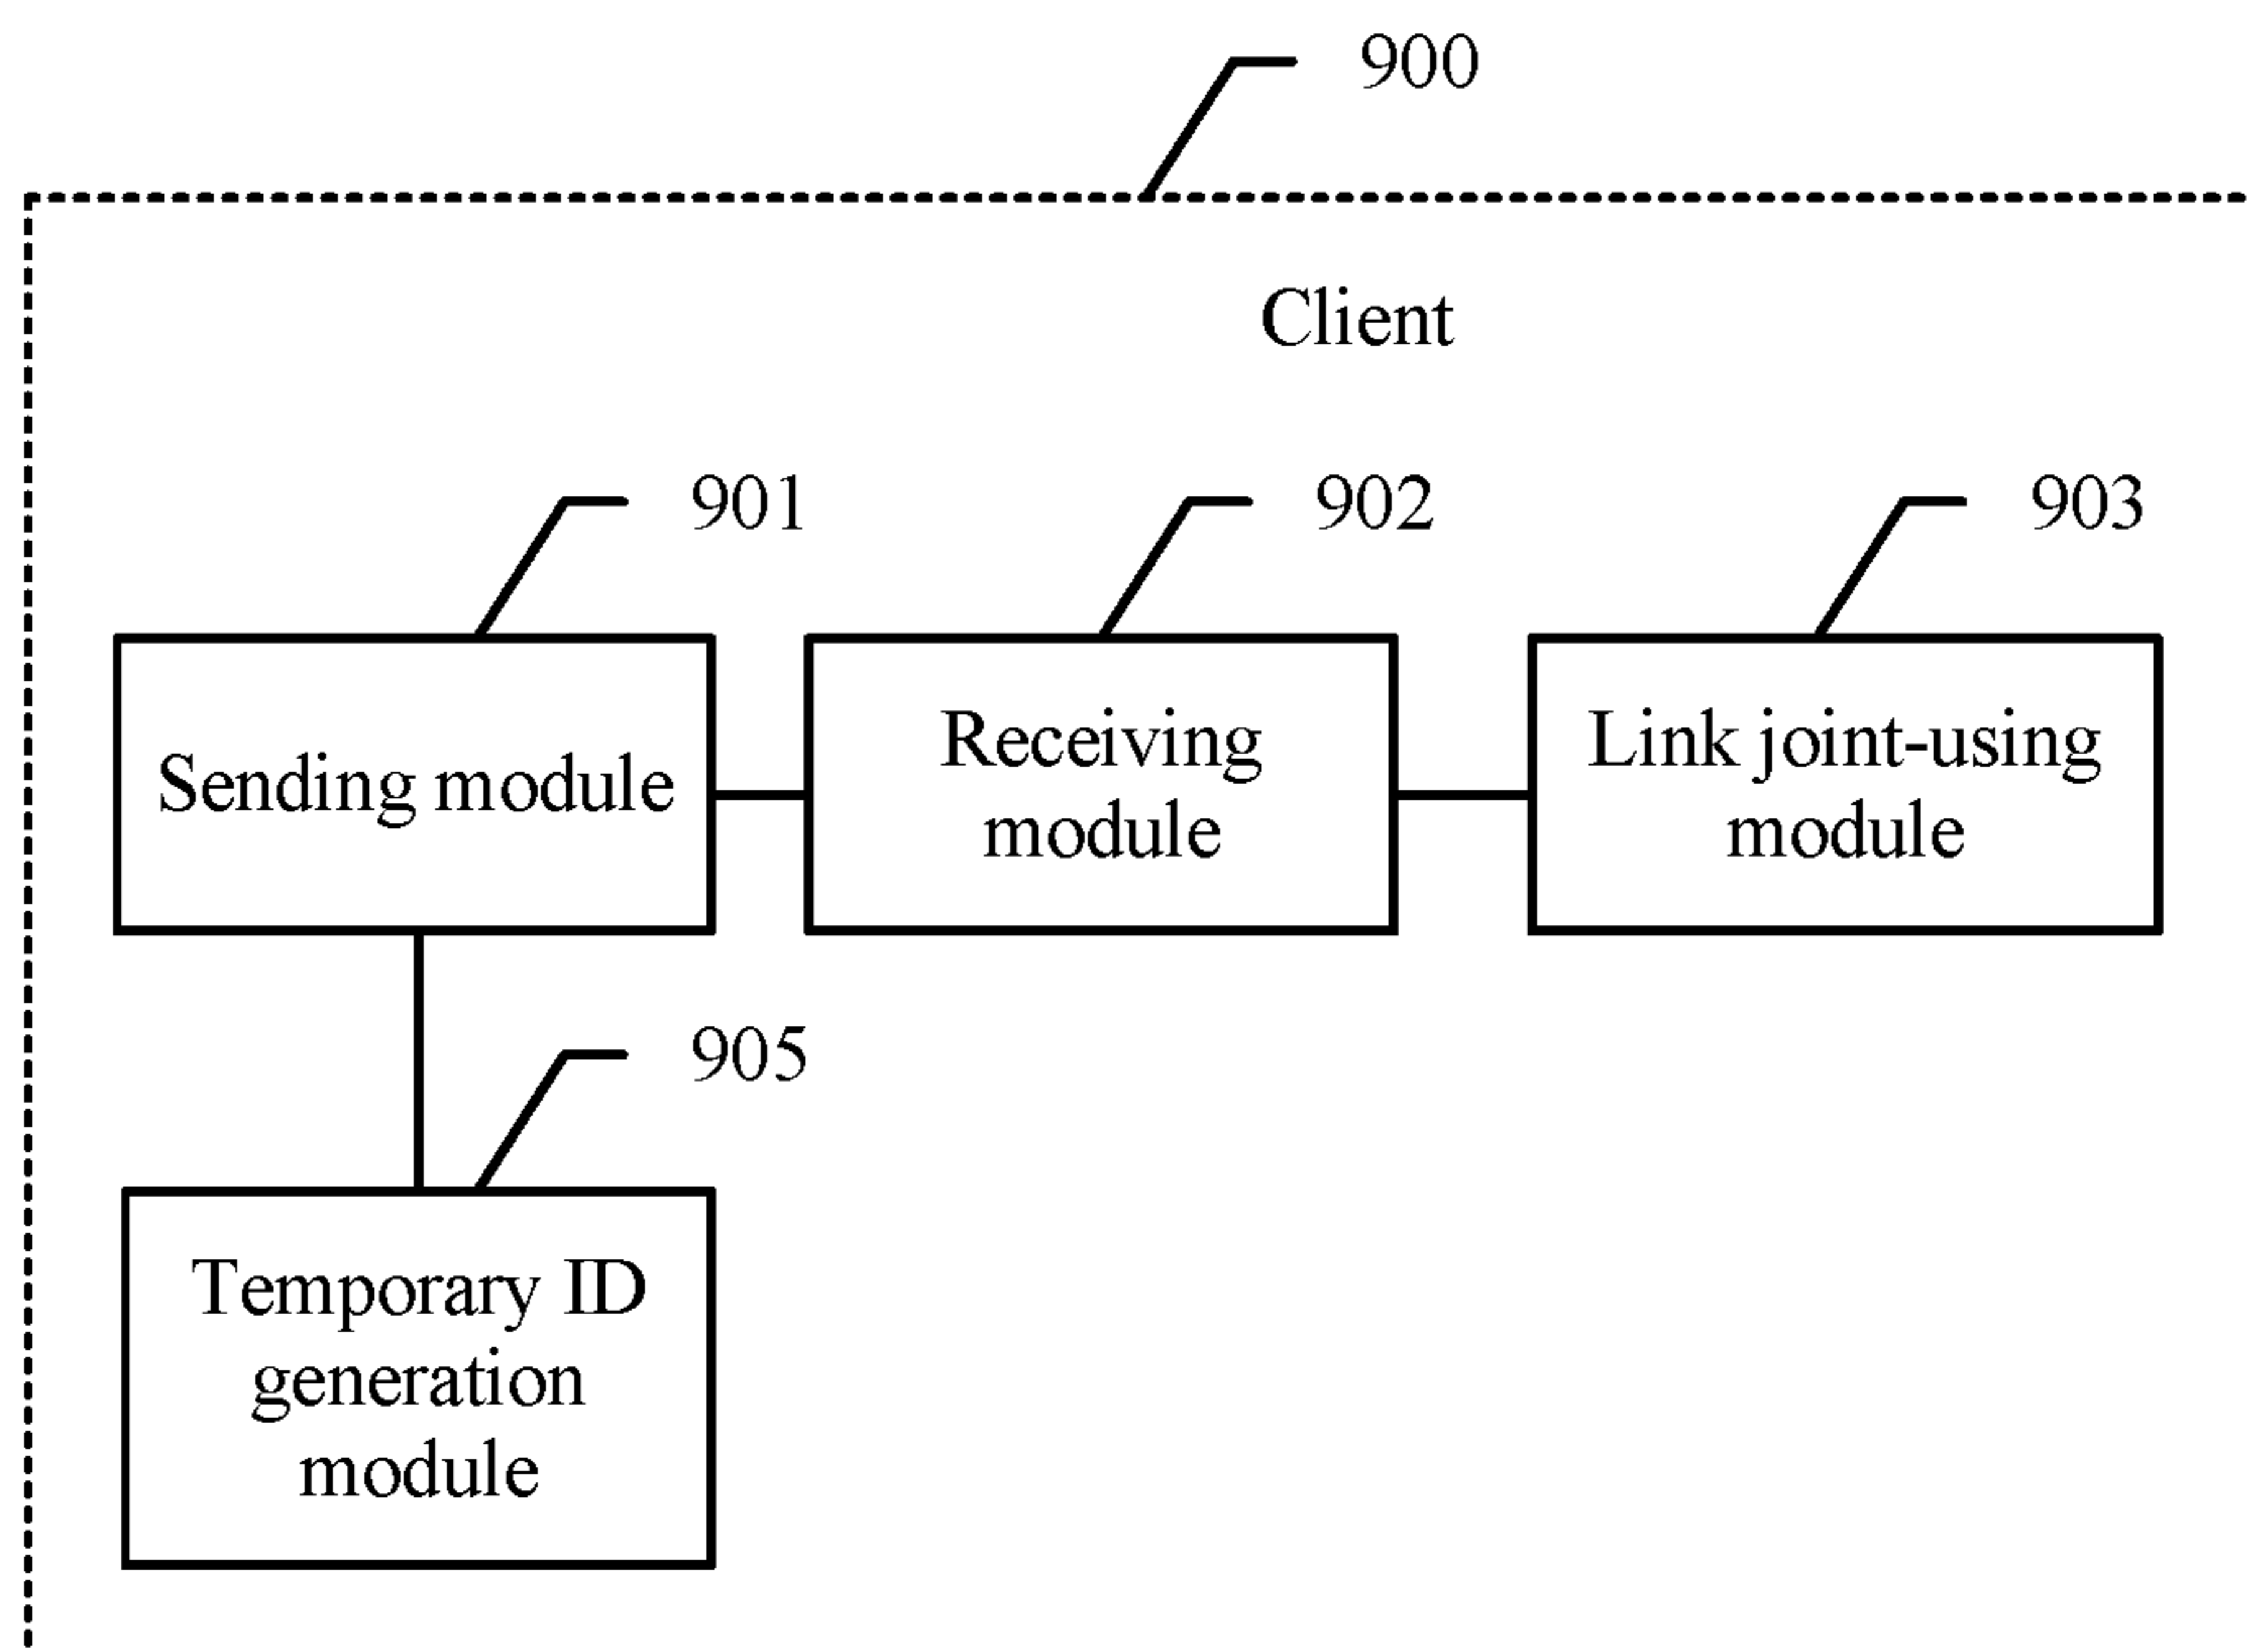 900
Client
901
902
903
Sending module
Receiving
module
Link joint-using
module
905
Temporary ID
generation
module